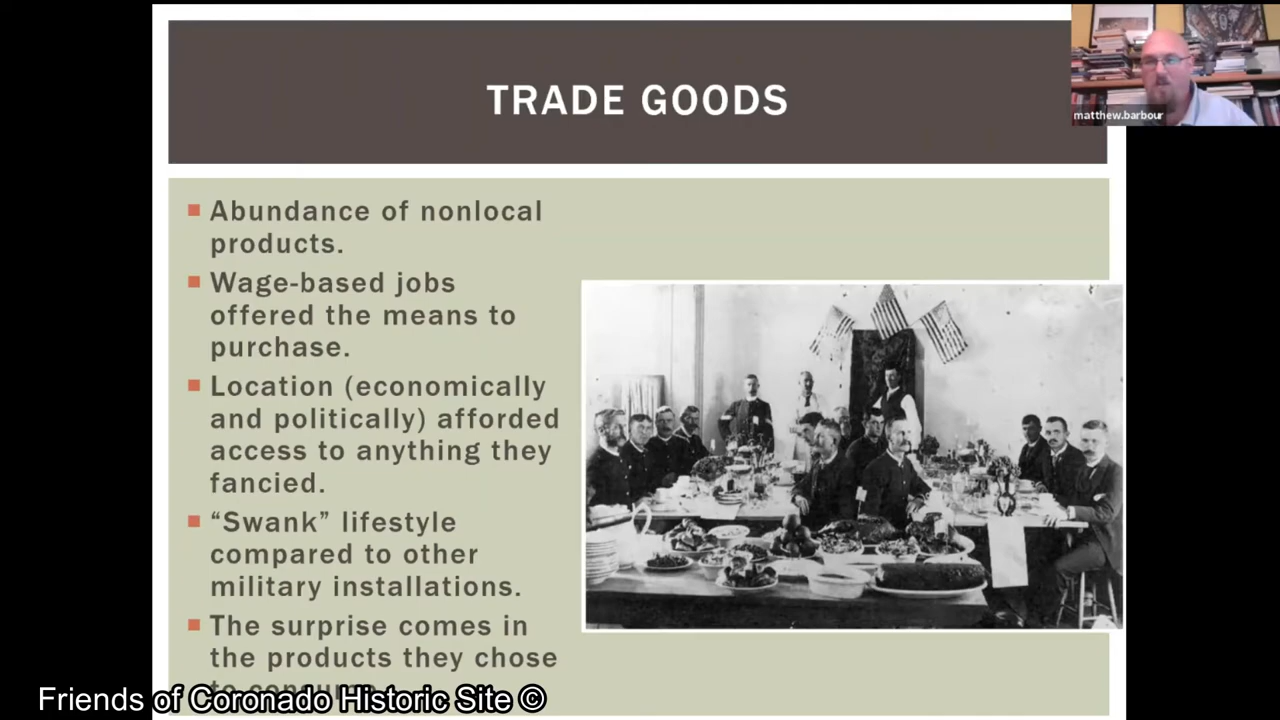 TRADE GOODS
matthew.barbour
Abundance of nonlocal
products.
Wage-based jobs
offered the means to
purchase.
Location (economically
and politically) afforded
access to anything they
fancied.
“Swank” lifestyle
compared to other
military installations.
The surprise comes in
the products they chose
to consume.
Friends of Coronado Historic Site ©